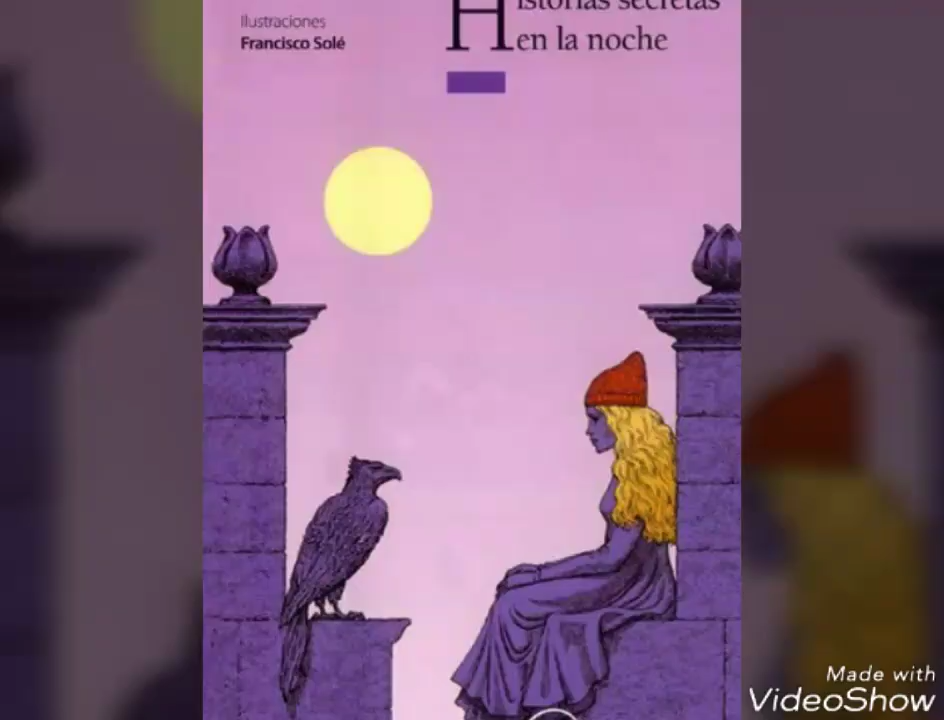 Ilustraciones
Francisco Solé
Historias secretas
en la noche
Made with
VideoShow